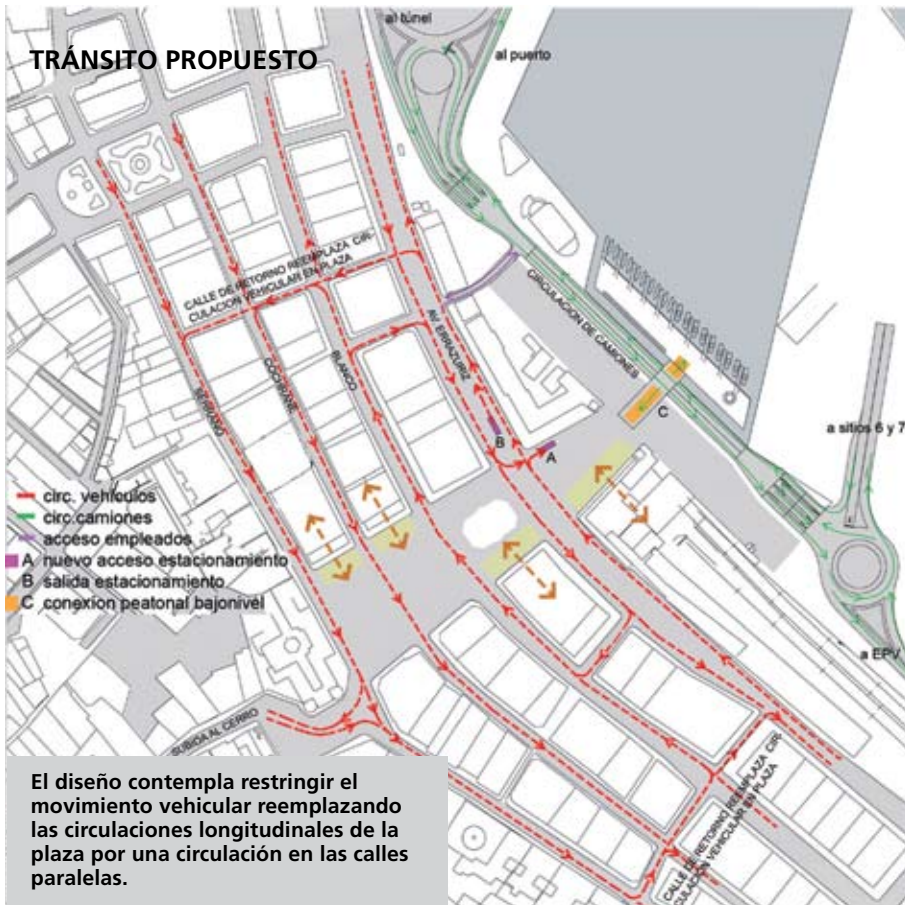 TRÁNSITO PROPUESTO
al túnel
al puerto
CALLE DE RETORNO REEMPLAZA CIR-
CULACION VEHICULAR EN PLAZA
CIRCULACION DE CAMIONES
AV. ERRAZURIZ
SERRANO
COCHRANE
BLANCO
C
B
A
a sitios 6 y 7
circ. vehículos
circ.camiones
acceso empleados
A nuevo acceso estacionamiento
B salida estacionamiento
C conexion peatonal bajonivel
a EPV
SUBIDA AL CERRO
CALLE DE RETORNO REEMPLAZA CIR-
CULACIÓN VEHICULAR EN PLAZA
El diseño contempla restringir el
movimiento vehicular reemplazando
las circulaciones longitudinales de la
plaza por una circulación en las calles
paralelas.